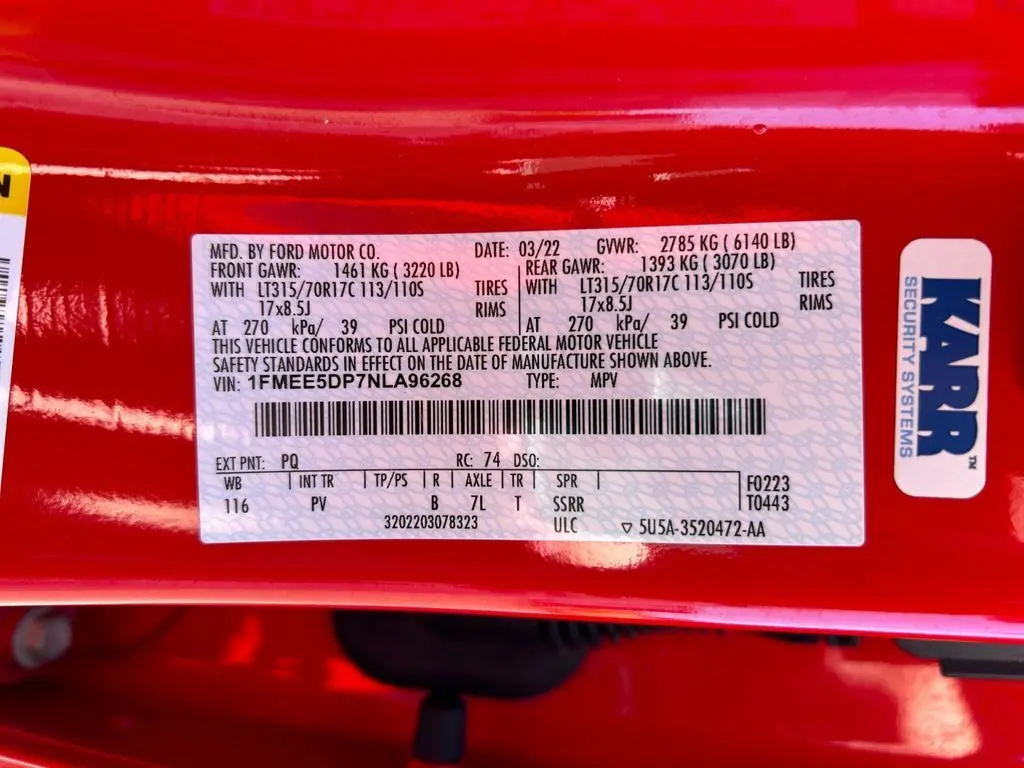 N
MFD. BY FORD MOTOR CO. DATE: 03/22 GVWR: 2785 KG ( 6140 LB)
FRONT GAWR: 1461 KG ( 3220 LB) REAR GAWR: 1393 KG ( 3070 LB)
WITH LT315/70R17C 113/110S TIRES WITH LT315/70R17C 113/110S TIRES
17x8.5J RIMS 17x8.5J RIMS
AT 270 kPa/ 39 PSI COLD AT 270 kPa/ 39 PSI COLD
THIS VEHICLE CONFORMS TO ALL APPLICABLE FEDERAL MOTOR VEHICLE
SAFETY STANDARDS IN EFFECT ON THE DATE OF MANUFACTURE SHOWN ABOVE.
VIN: 1FMEE5DP7NLA96268 TYPE: MPV
EXT PNT: PQ RC: 74 DSO:
WB INT TR TP/PS R AXLE TR SPR F0223
116 PV B 7L T SSRR T0443
3202203078323 ULC ▽ 5U5A-3520472-AA
KARR™
SECURITY SYSTEMS